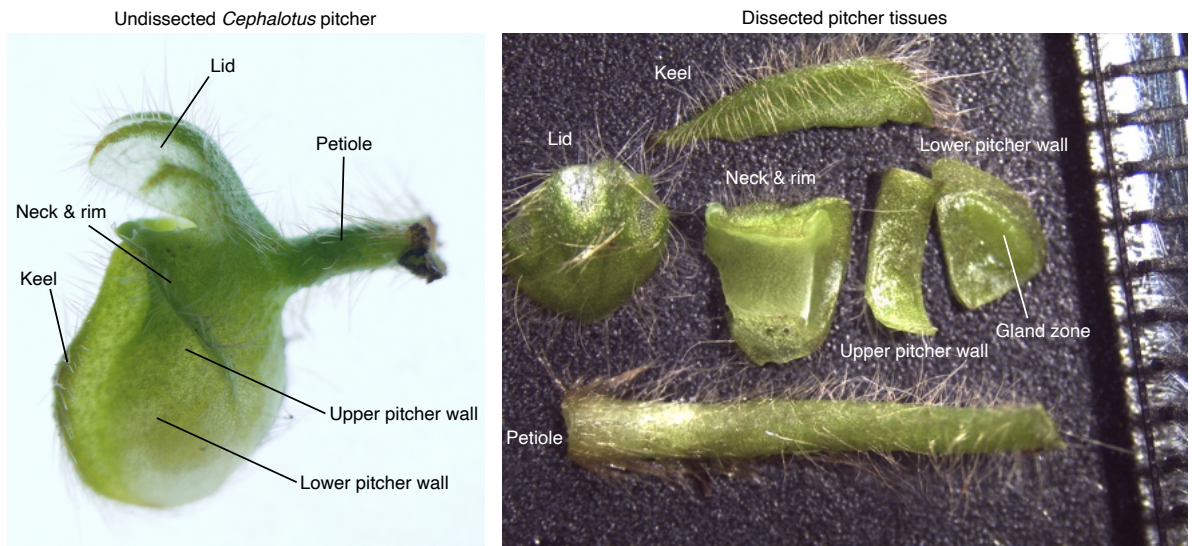 Undissected Cephalotus pitcher
Lid
Petiole
Neck & rim
Keel
Upper pitcher wall
Lower pitcher wall
Dissected pitcher tissues
Keel
Lid
Lower pitcher wall
Neck & rim
Gland zone
Upper pitcher wall
Petiole